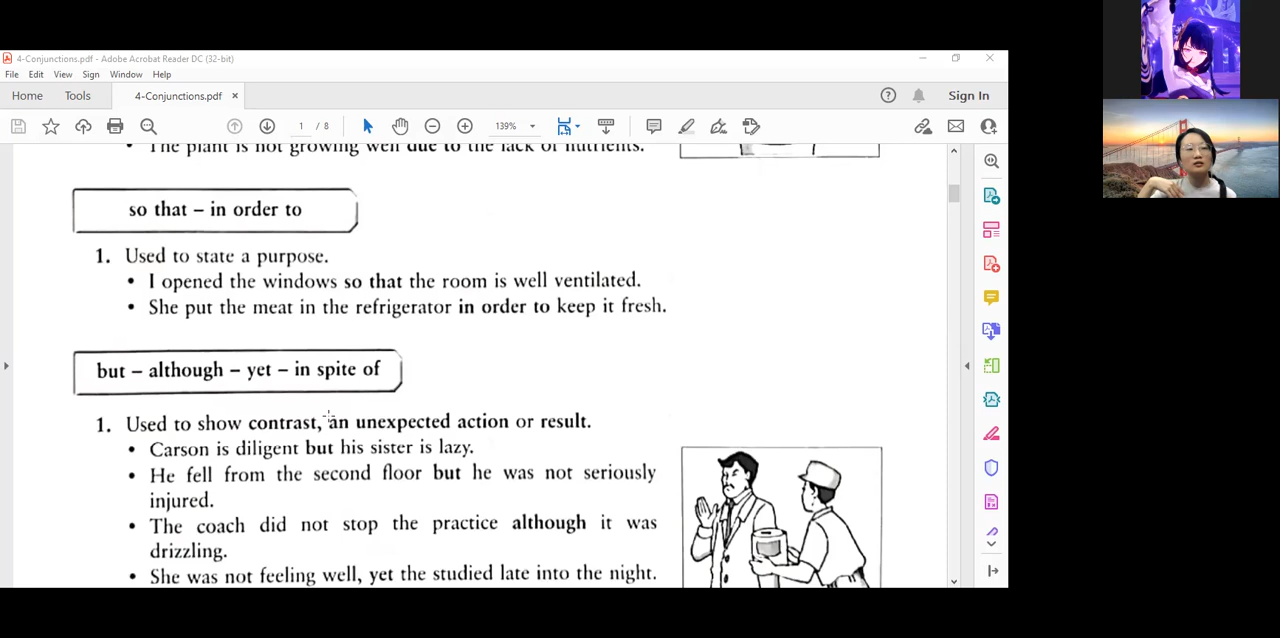 4-Conjunctions.pdf - Adobe Acrobat Reader DC (32-bit)
File Edit View Sign Window Help
Home Tools 4-Conjunctions.pdf × Sign In
1 / 8 139%
• The plant is not growing well due to the lack of nutrients.
so that – in order to
1. Used to state a purpose.
• I opened the windows so that the room is well ventilated.
• She put the meat in the refrigerator in order to keep it fresh.
but – although – yet – in spite of
1. Used to show contrast, an unexpected action or result.
• Carson is diligent but his sister is lazy.
• He fell from the second floor but he was not seriously
injured.
• The coach did not stop the practice although it was
drizzling.
• She was not feeling well, yet the studied late into the night.